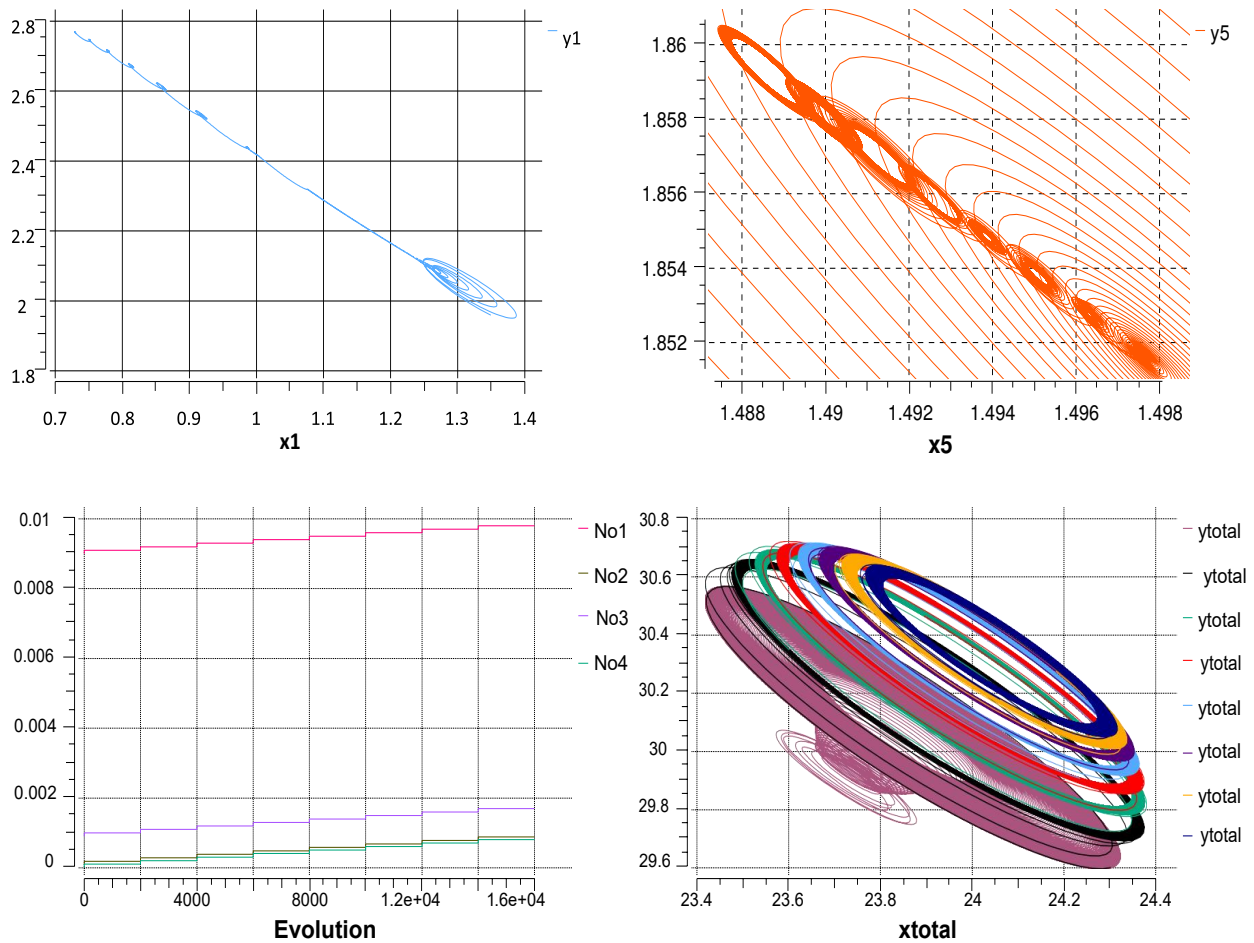 2.8
2.6
2.4
2.2
2
1.8
0.7 0.8 0.9 1 1.1 1.2 1.3 1.4
x1
y1
1.86
1.858
1.856
1.854
1.852
1.488 1.49 1.492 1.494 1.496 1.498
x5
y5
0.01
0.008
0.006
0.004
0.002
0
0 4000 8000 1.2e+04 1.6e+04
Evolution
No1
No2
No3
No4
30.8
30.6
30.4
30.2
30
29.8
29.6
23.4 23.6 23.8 24 24.2 24.4
xtotal
ytotal
ytotal
ytotal
ytotal
ytotal
ytotal
ytotal
ytotal